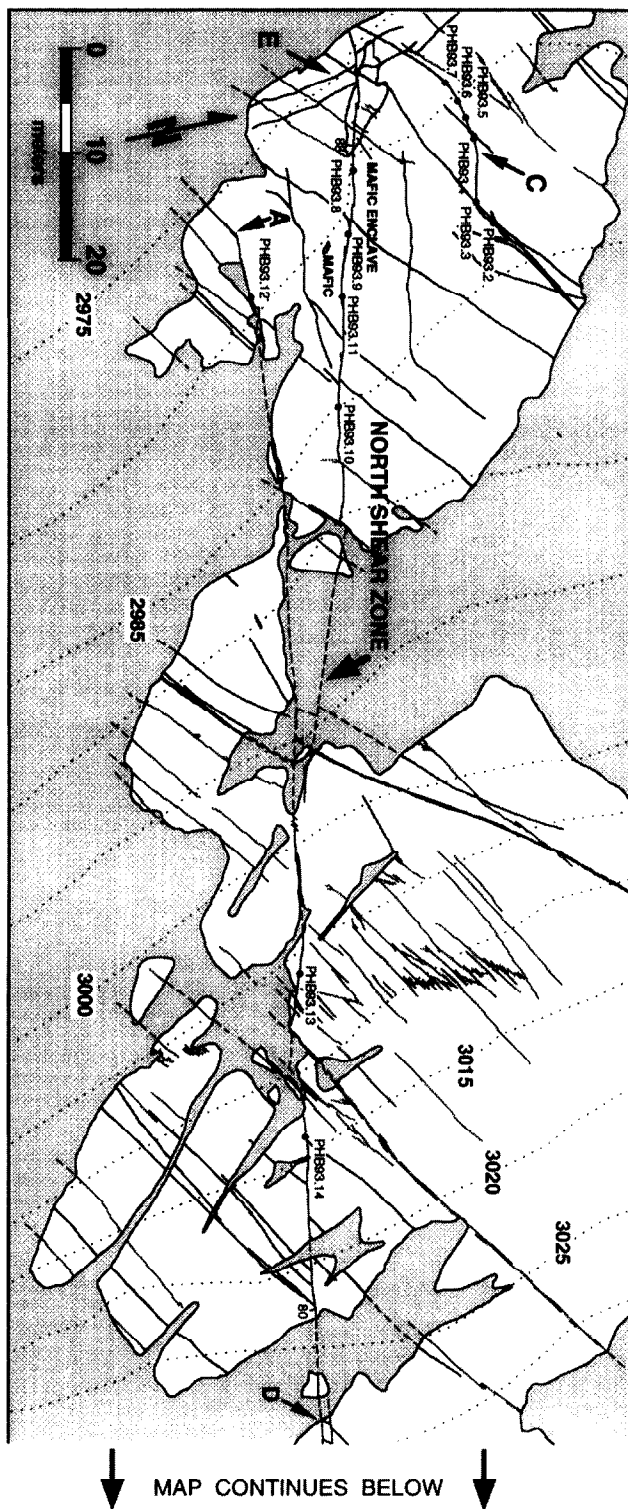 E
PHB93.7
PHB93.6
PHB93.5
C
PHB93.4
PHB93.3
PHB93.2
0
10
20
meters
MAFIC ENCLAVE
PHB93.8
PHB93.9
MAFIC
A
PHB93.12
PHB93.11
PHB93.10
2975
NORTH SHEAR ZONE
2985
PHB93.13
3000
3015
PHB93.14
3020
3025
80
D
MAP CONTINUES BELOW